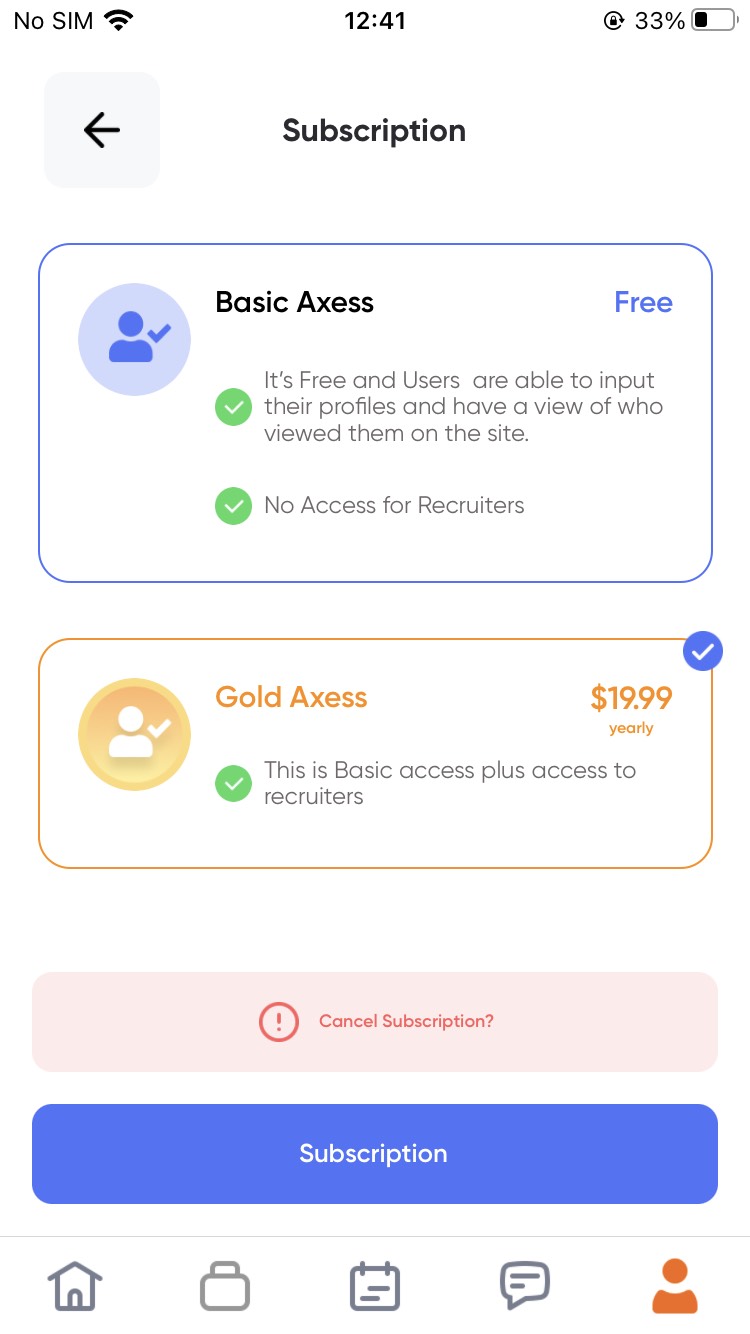 No SIM 12:41 33%
Subscription
Basic Axess Free
It’s Free and Users  are able to input
their profiles and have a view of who
viewed them on the site.
No Access for Recruiters
Gold Axess $19.99
yearly
This is Basic access plus access to
recruiters
Cancel Subscription?
Subscription